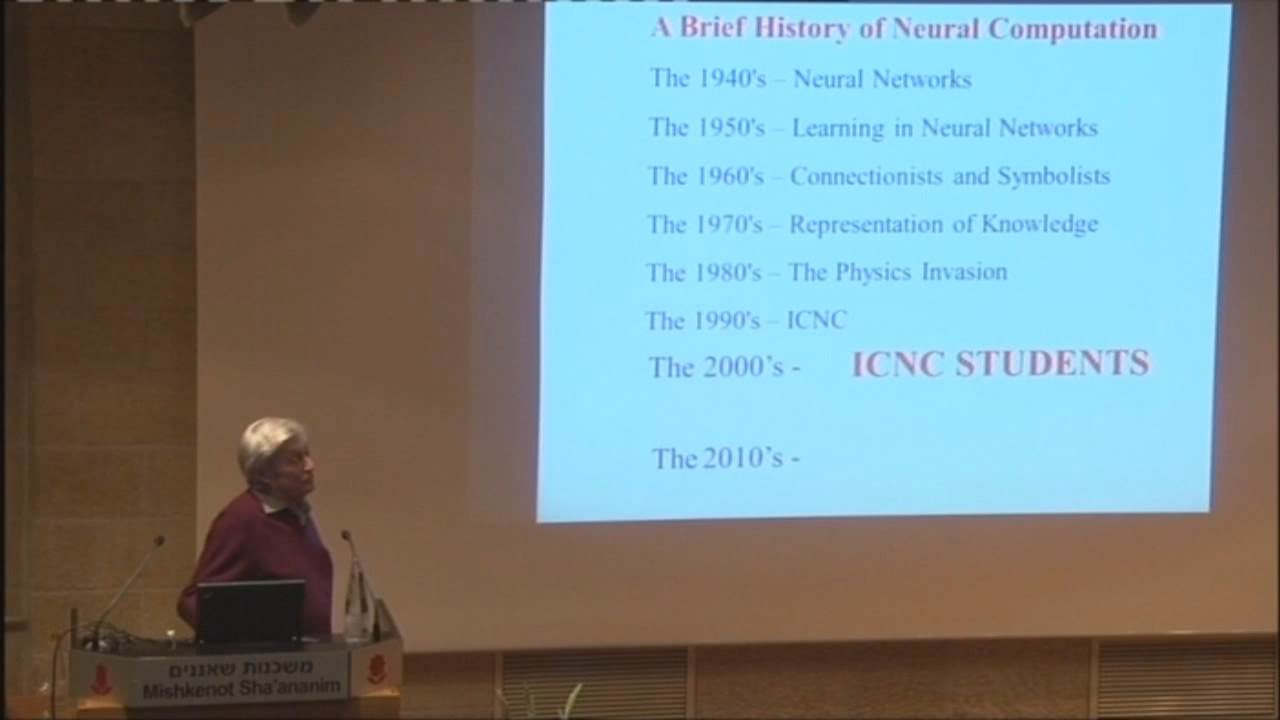 A Brief History of Neural Computation
The 1940's – Neural Networks
The 1950's – Learning in Neural Networks
The 1960's – Connectionists and Symbolists
The 1970's – Representation of Knowledge
The 1980's – The Physics Invasion
The 1990's – ICNC
The 2000's - ICNC STUDENTS
The 2010's -
משכנות שאננים
Mishkenot Sha'ananim